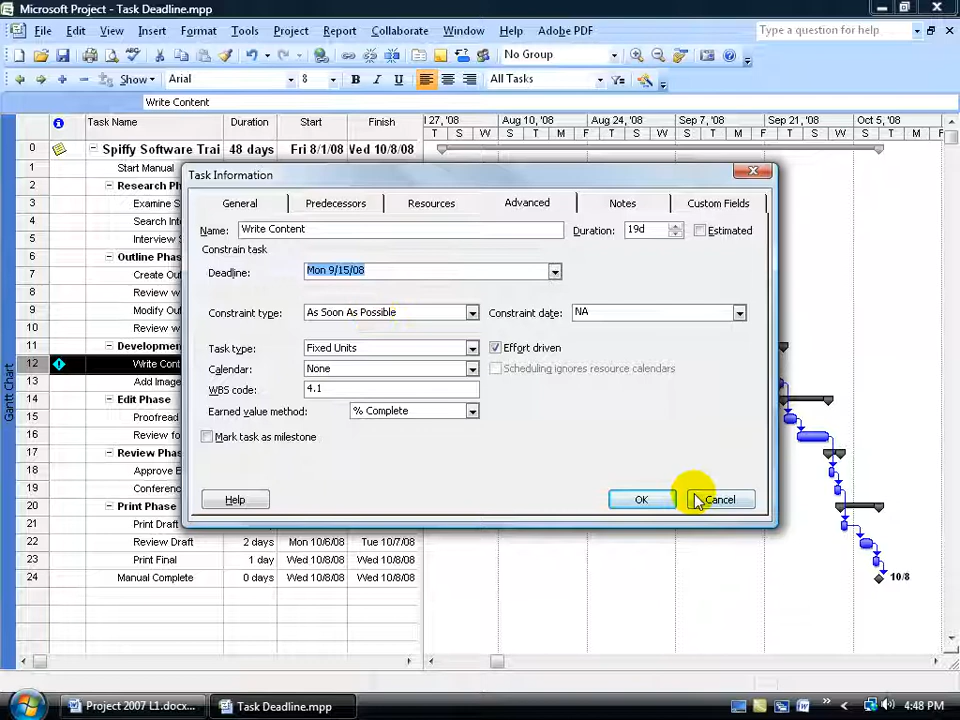 Microsoft Project - Task Deadline.mpp
File Edit View Insert Format Tools Project Report Collaborate Window Help Adobe PDF Type a question for help
No Group
Show Arial 8 B I U All Tasks
Write Content
Task Name Duration Start Finish
27, '08 Aug 10, '08 Aug 24, '08 Sep 7, '08 Sep 21, '08 Oct 5, '08
T S W S T M F T S W S T M F T S W S T M F
0 Spiffy Software Trai 48 days Fri 8/1/08 Wed 10/8/08
1 Start Manual
2 Research Ph
3 Examine S
4 Search Int
5 Interview
6 Outline Phas
7 Create Out
8 Review w
9 Modify Out
10 Review w
11 Developmen
12 Write Cont
13 Add Image
14 Edit Phase
15 Proofread
16 Review fo
17 Review Phas
18 Approve E
19 Conferenc
20 Print Phase
21 Print Draft
22 Review Draft 2 days Mon 10/6/08 Tue 10/7/08
23 Print Final 1 day Wed 10/8/08 Wed 10/8/08
24 Manual Complete 0 days Wed 10/8/08 Wed 10/8/08
10/8
Gantt Chart
Task Information
General Predecessors Resources Advanced Notes Custom Fields
Name: Write Content Duration: 19d Estimated
Constrain task
Deadline: Mon 9/15/08
Constraint type: As Soon As Possible Constraint date: NA
Task type: Fixed Units Effort driven
Calendar: None Scheduling ignores resource calendars
WBS code: 4.1
Earned value method: % Complete
Mark task as milestone
Help OK Cancel
Project 2007 L1.docx... Task Deadline.mpp 4:48 PM